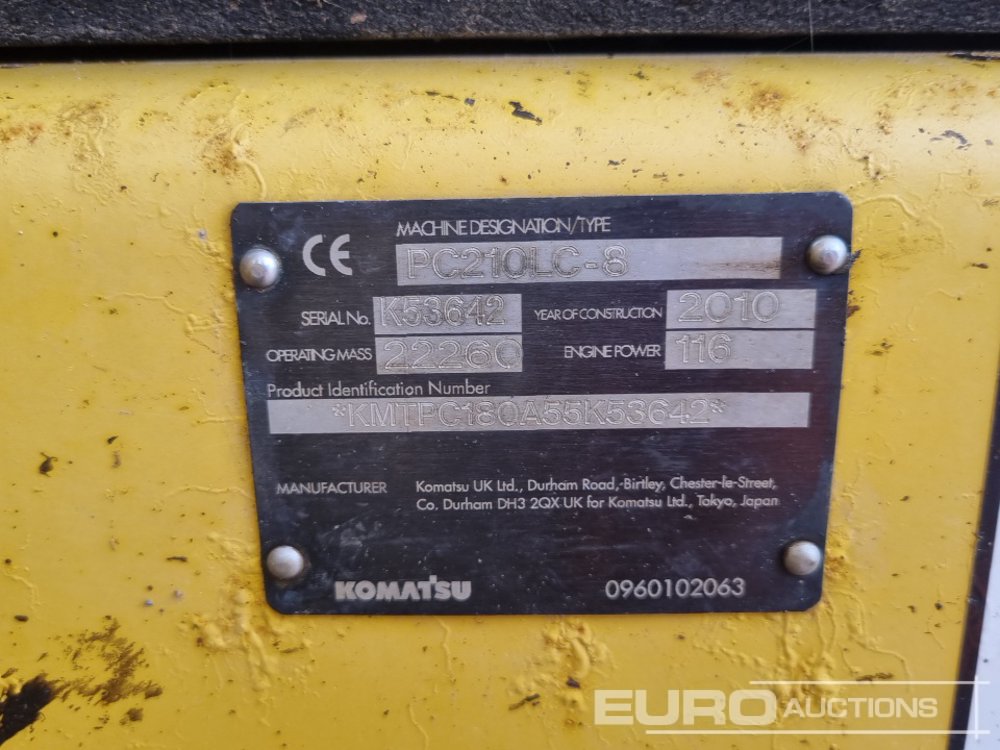 CE
MACHINE DESIGNATION/TYPE
PC210LC-8
SERIAL No. K53642 YEAR OF CONSTRUCTION 2010
OPERATING MASS 22260 ENGINE POWER 116
Product Identification Number
*KMTPC180A55K53642*
MANUFACTURER Komatsu UK Ltd., Durham Road, Birtley, Chester-le-Street,
Co. Durham DH3 2QX UK for Komatsu Ltd., Tokyo, Japan
KOMATSU 0960102063
EURO AUCTIONS